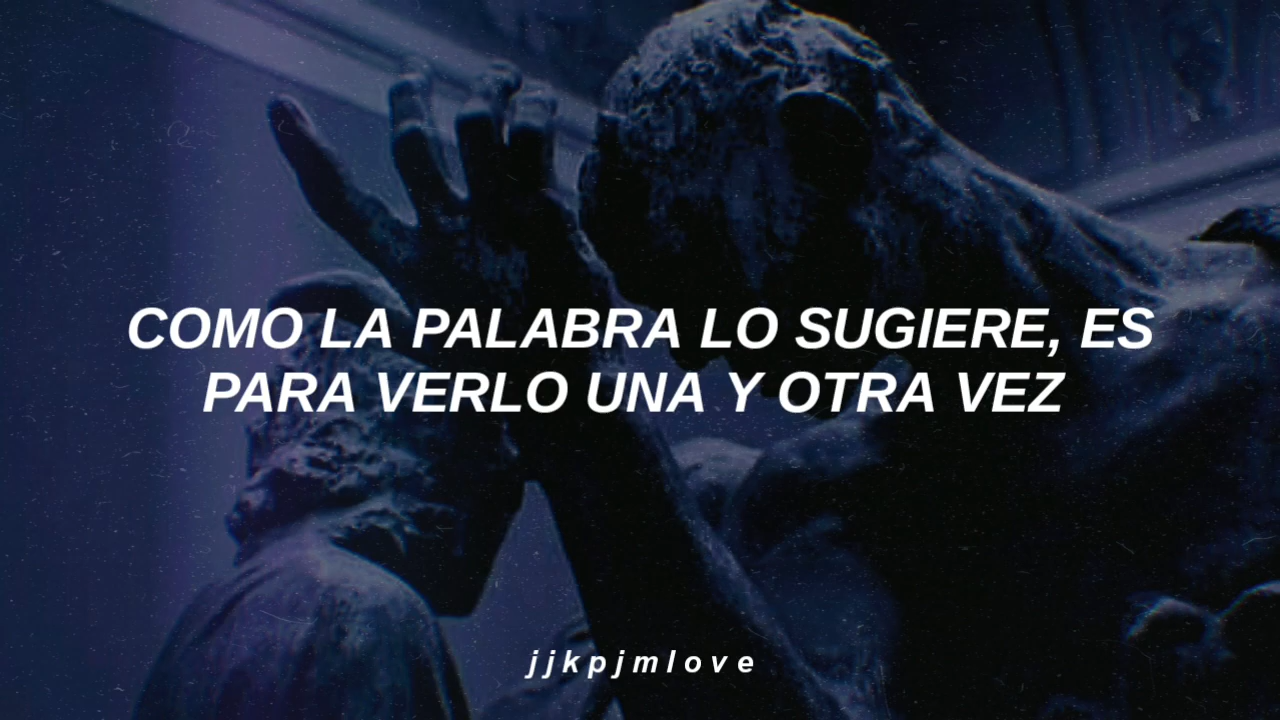 COMO LA PALABRA LO SUGIERE, ES
PARA VERLO UNA Y OTRA VEZ
jjkpjmlove